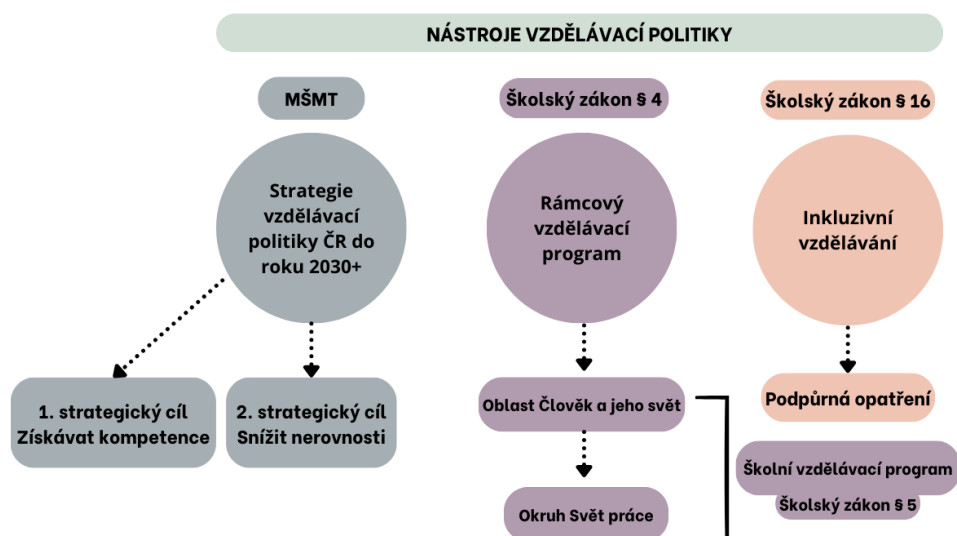 NÁSTROJE VZDĚLÁVACÍ POLITIKY
MŠMT
Školský zákon § 4
Školský zákon § 16
Strategie
vzdělávací
politiky ČR do
roku 2030+
Rámcový
vzdělávací
program
Inkluzivní
vzdělávání
1. strategický cíl
Získávat kompetence
2. strategický cíl
Snížit nerovnosti
Oblast Člověk a jeho svět
Podpůrná opatření
Školní vzdělávací program
Školský zákon § 5
Okruh Svět práce